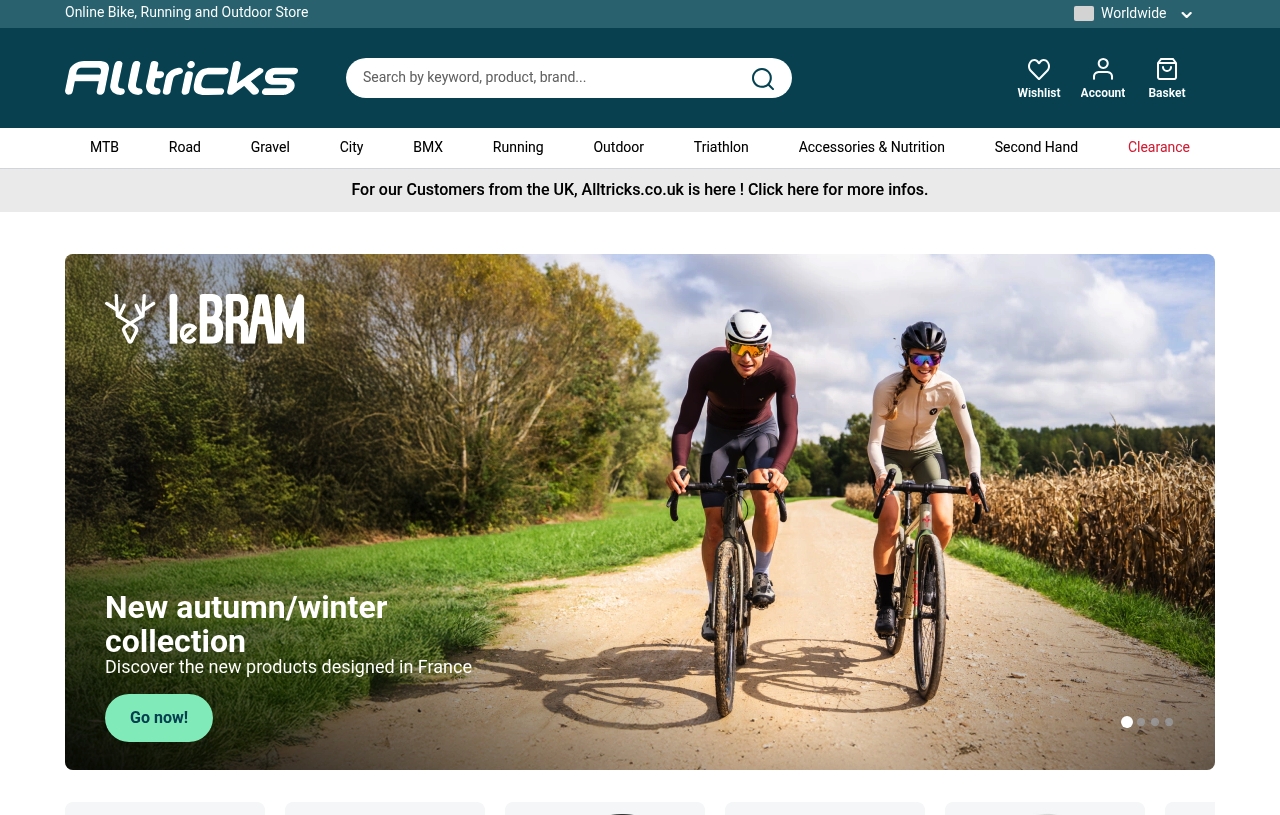 Online Bike, Running and Outdoor Store
Worldwide
Alltricks
Search by keyword, product, brand...
Wishlist
Account
Basket
MTB
Road
Gravel
City
BMX
Running
Outdoor
Triathlon
Accessories & Nutrition
Second Hand
Clearance
For our Customers from the UK, Alltricks.co.uk is here ! Click here for more infos.
leBRAM
New autumn/winter
collection
Discover the new products designed in France
Go now!